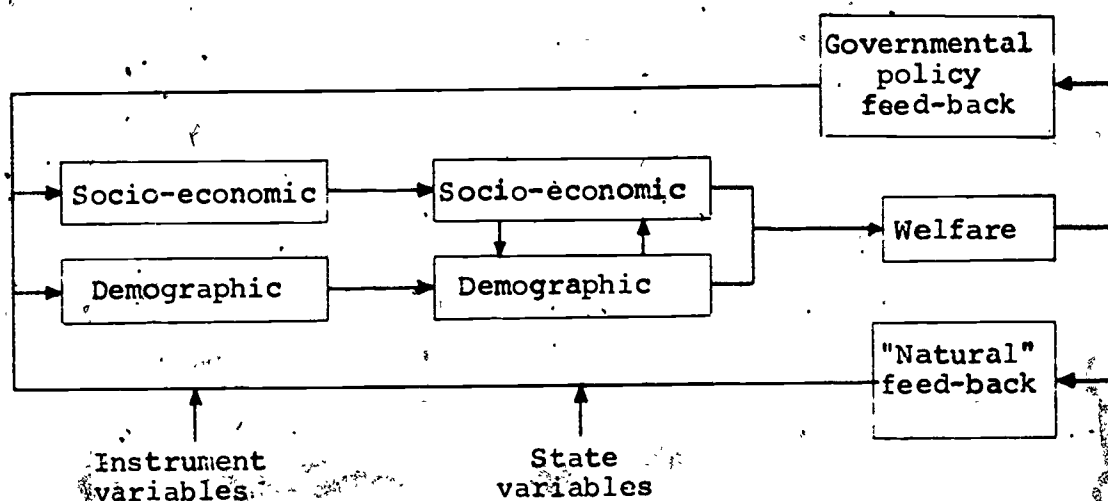 Governmental
policy
feed-back
Socio-economic
Socio-economic
Welfare
Demographic
Demographic
"Natural"
feed-back
Instrument
variables
State
variables